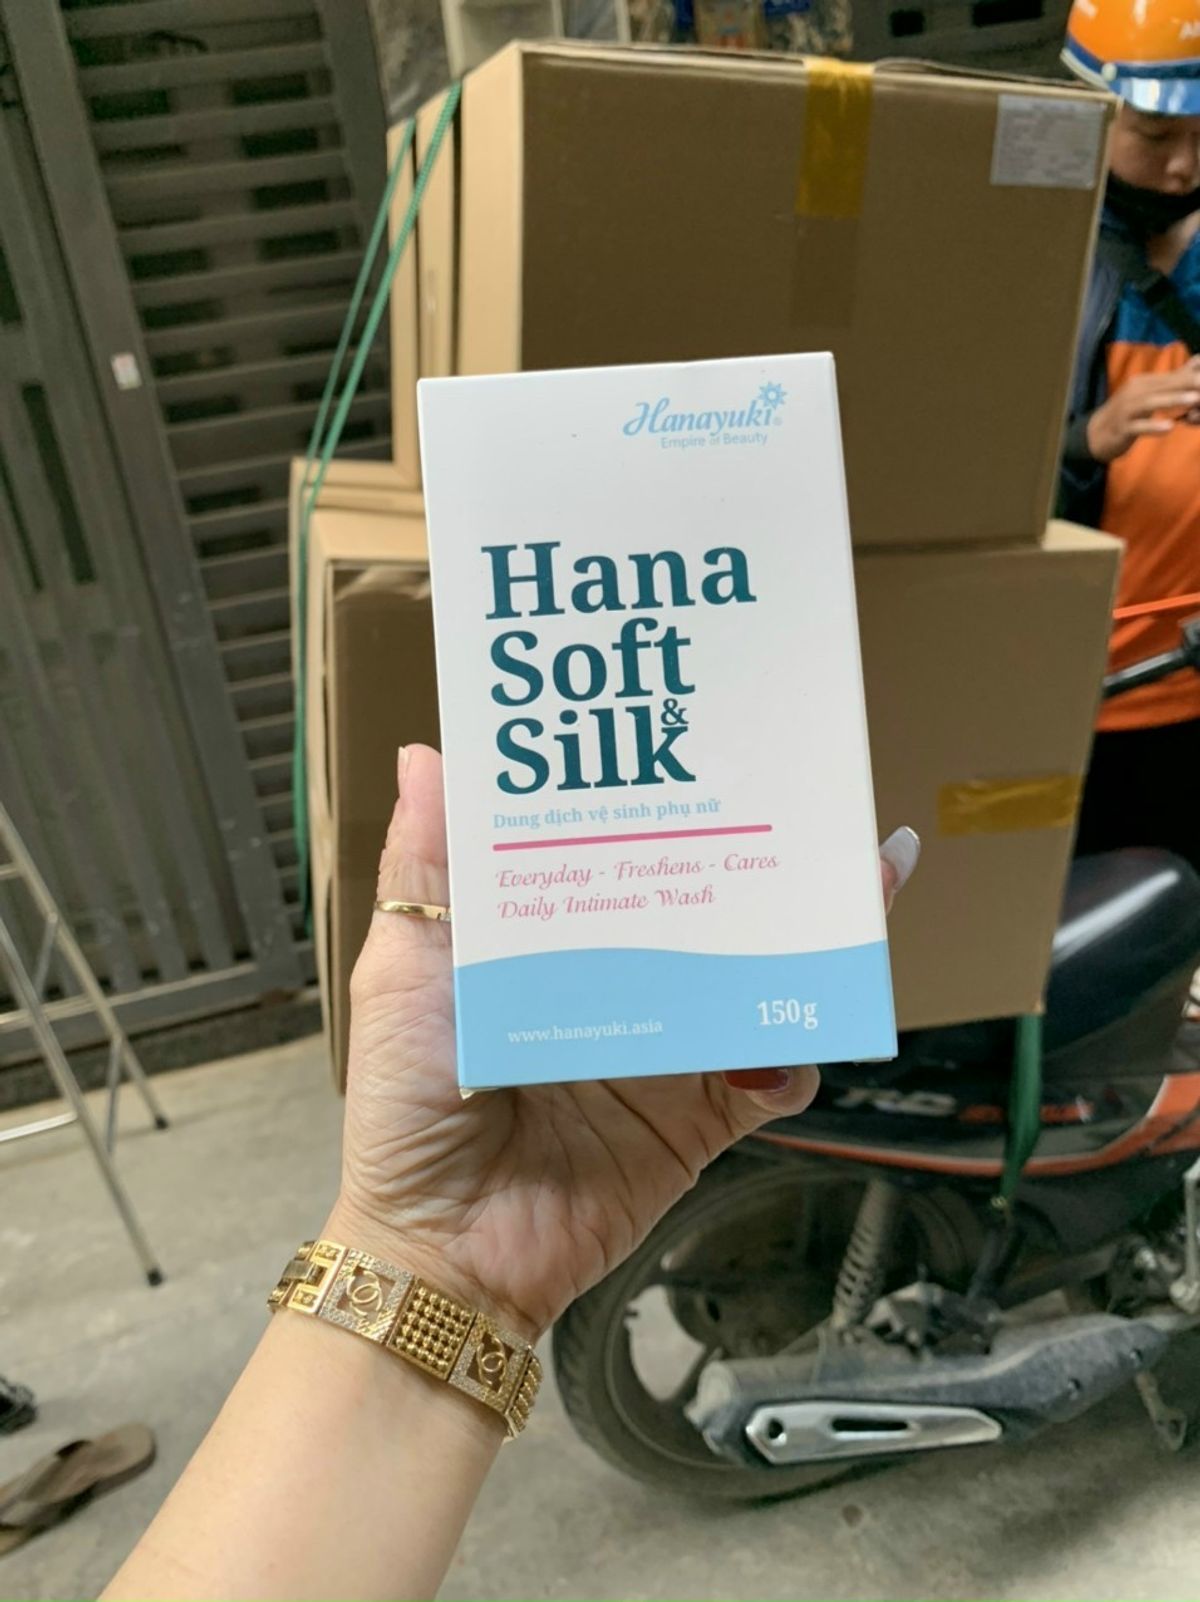 Hanayuki®
Empire of Beauty
Hana
Soft
&
Silk
Dung dịch vệ sinh phụ nữ
Everyday - Freshens - Cares
Daily Intimate Wash
www.hanayuki.asia
150g